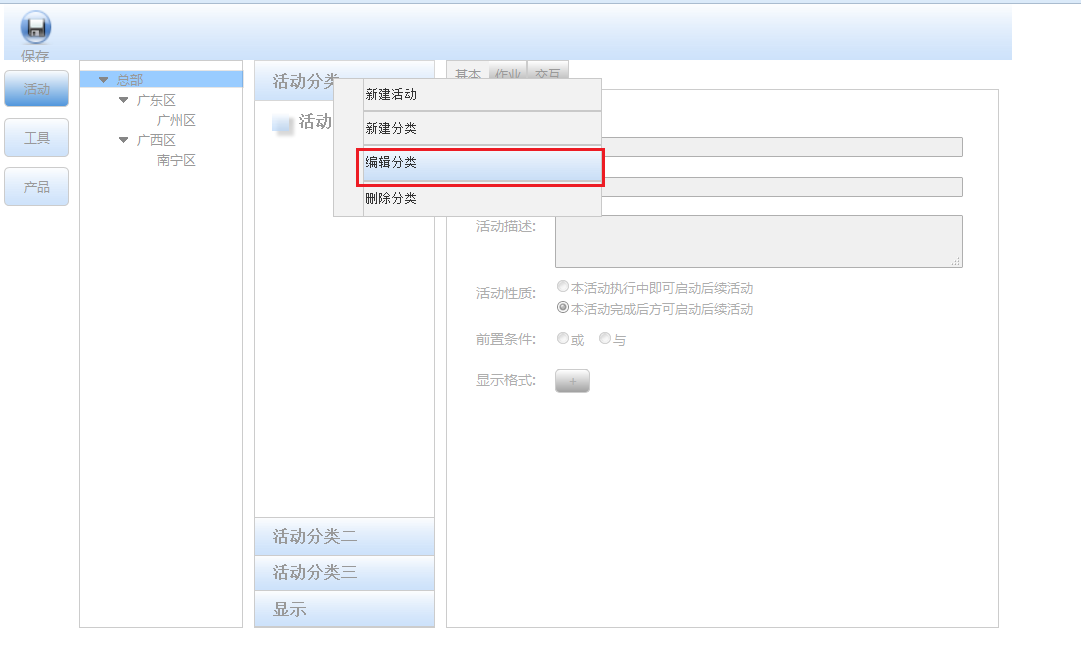 保存
活动
工具
产品
总部
广东区
广州区
广西区
南宁区
活动分类
活动
活动分类二
活动分类三
显示
新建活动
新建分类
编辑分类
删除分类
基本 作业 交互
活动描述:
活动性质:
本活动执行中即可启动后续活动
本活动完成后方可启动后续活动
前置条件:
或 与
显示格式:
+